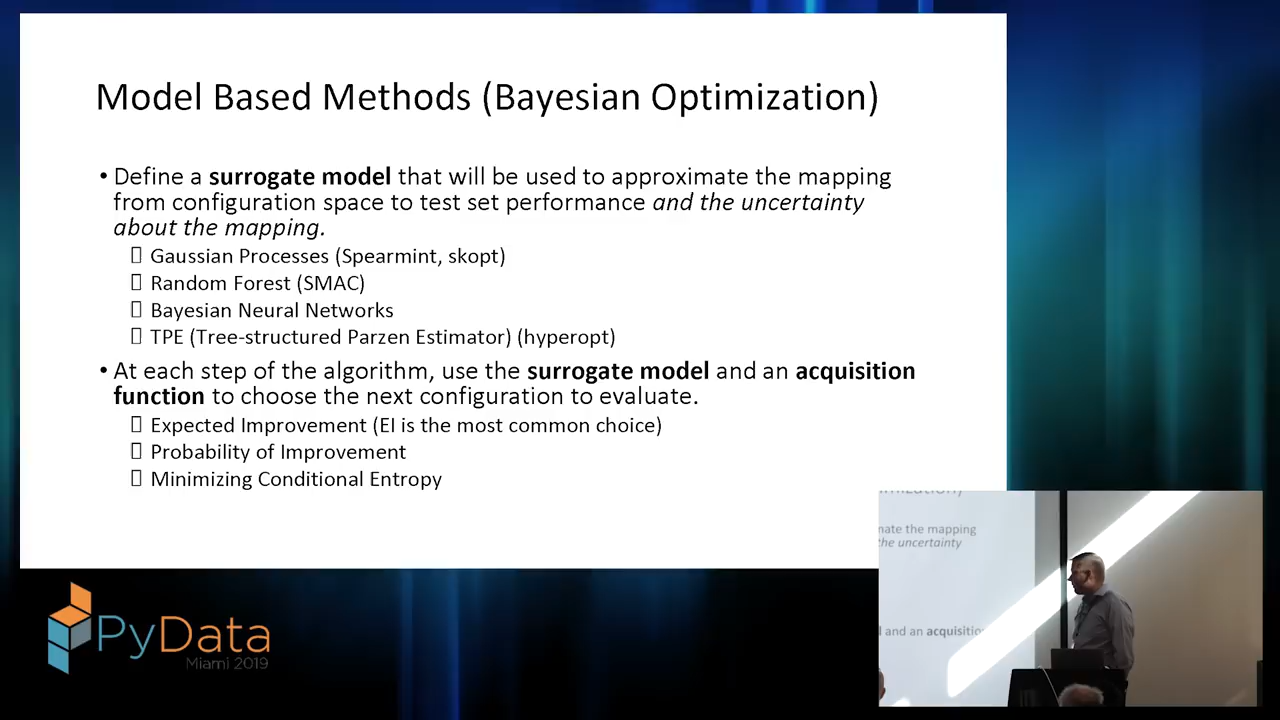 Model Based Methods (Bayesian Optimization)
• Define a surrogate model that will be used to approximate the mapping
from configuration space to test set performance and the uncertainty
about the mapping.
Gaussian Processes (Spearmint, skopt)
Random Forest (SMAC)
Bayesian Neural Networks
TPE (Tree-structured Parzen Estimator) (hyperopt)
• At each step of the algorithm, use the surrogate model and an acquisition
function to choose the next configuration to evaluate.
Expected Improvement (EI is the most common choice)
Probability of Improvement
Minimizing Conditional Entropy
the mapping
the uncertainty
and an
PyData
Miami 2019